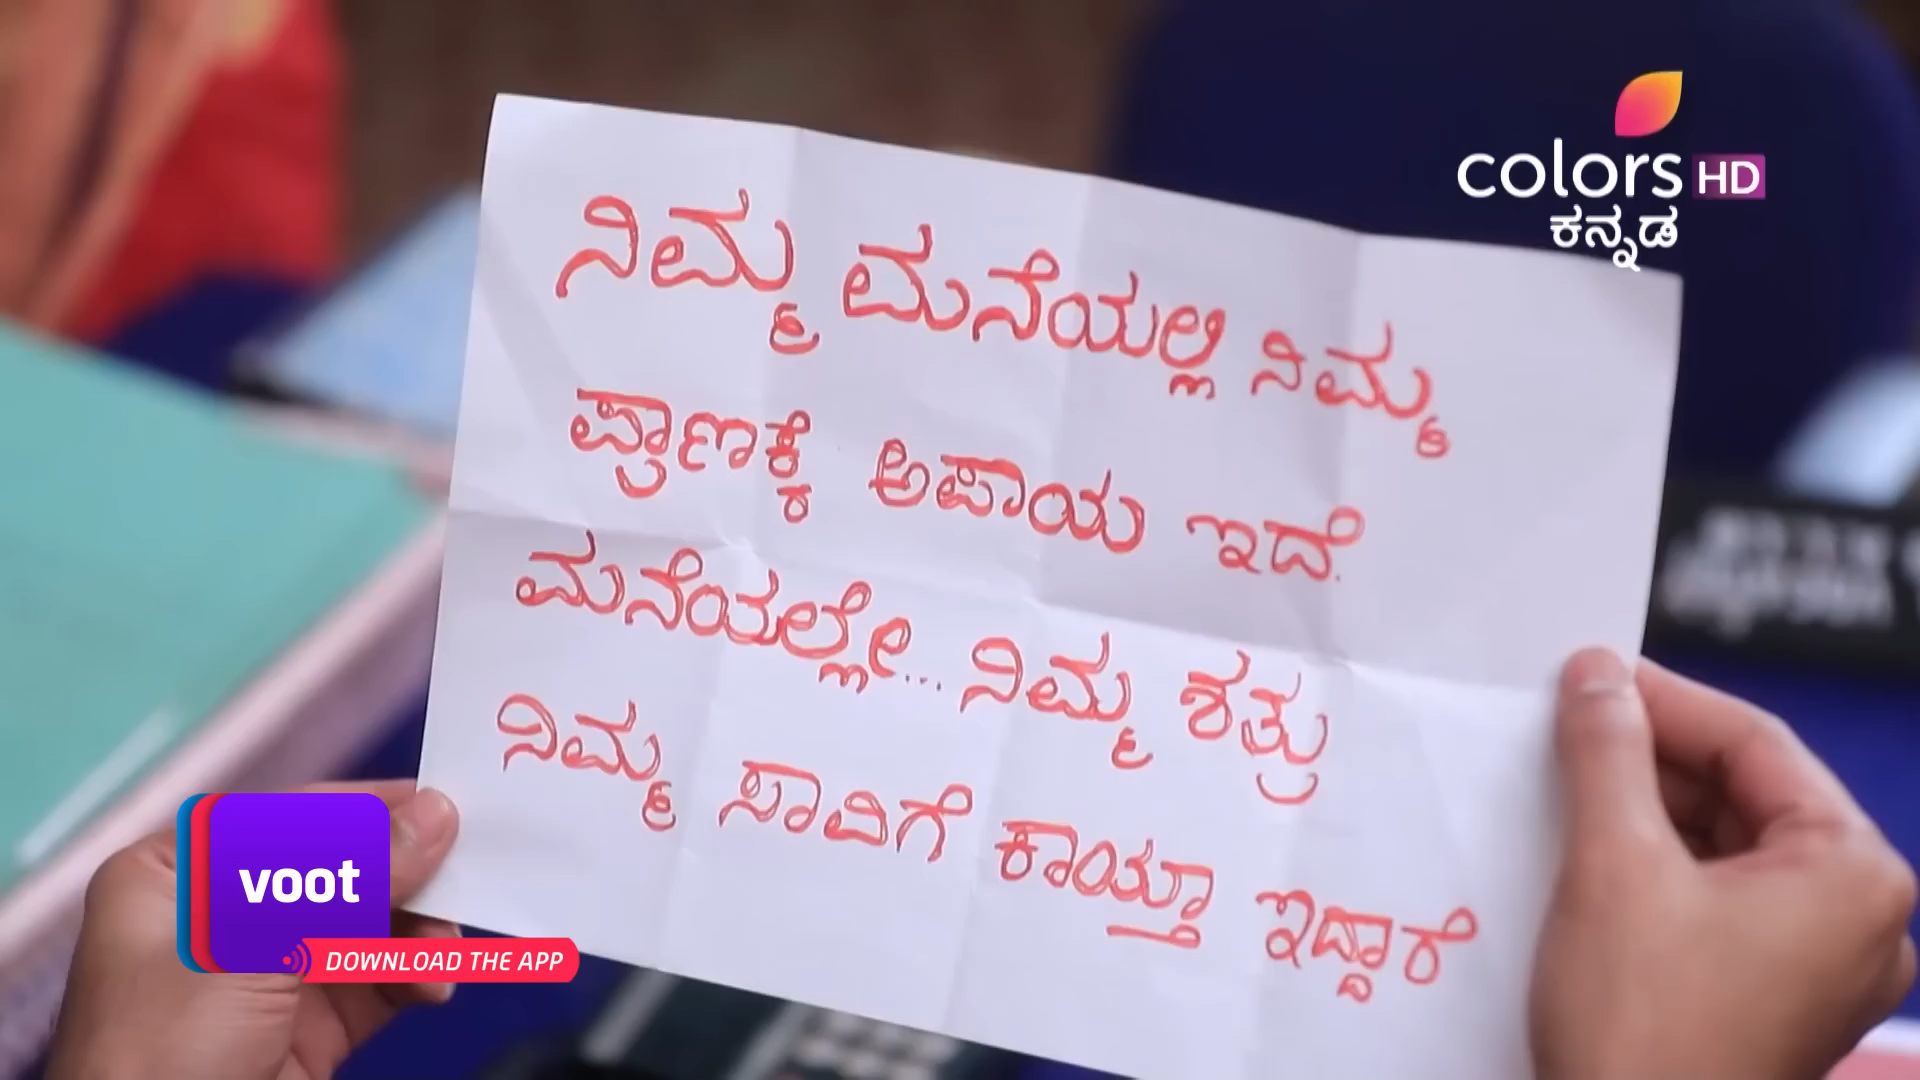 colors HD
ಕನ್ನಡ
ನಿಮ್ಮ ಮನೆಯಲ್ಲಿ ನಿಮ್ಮ
ಪ್ರಾಣಕ್ಕೆ ಅಪಾಯ ಇದೆ.
ಮನೆಯಲ್ಲೇ... ನಿಮ್ಮ ಶತ್ರು
ನಿಮ್ಮ ಸಾವಿಗೆ ಕಾಯ್ತಾ ಇದ್ದಾರೆ
voot
DOWNLOAD THE APP